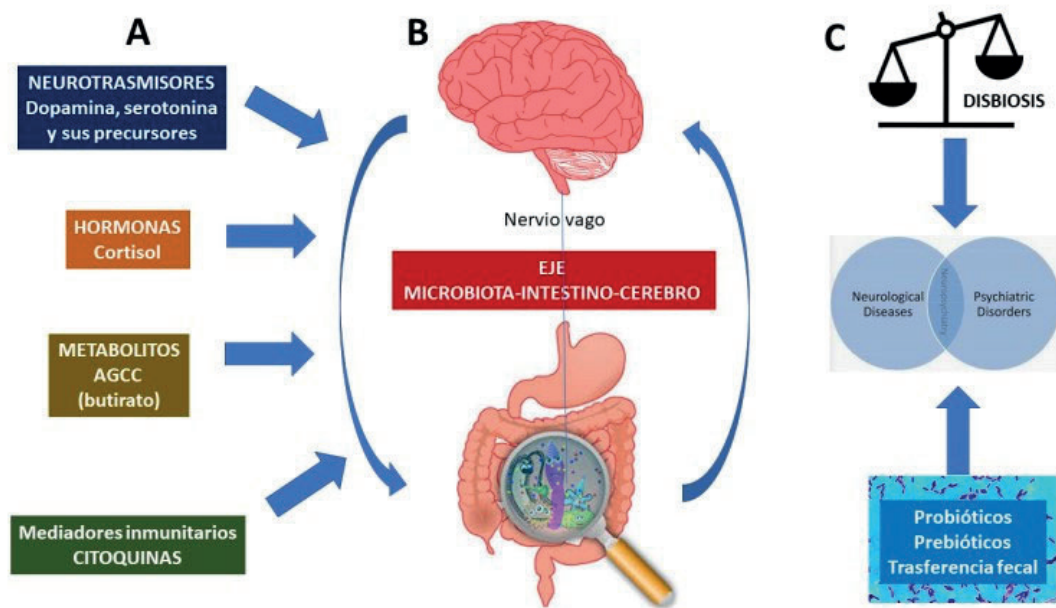 A
NEUROTRASMISORES
Dopamina, serotonina
y sus precursores
HORMONAS
Cortisol
METABOLITOS
AGCC
(butirato)
Mediadores inmunitarios
CITOQUINAS
B
Nervio vago
EJE
MICROBIOTA-INTESTINO-CEREBRO
C
DISBIOSIS
Neurological
Diseases
Neuropsychiatry
Psychiatric
Disorders
Probióticos
Prebióticos
Trasferencia fecal